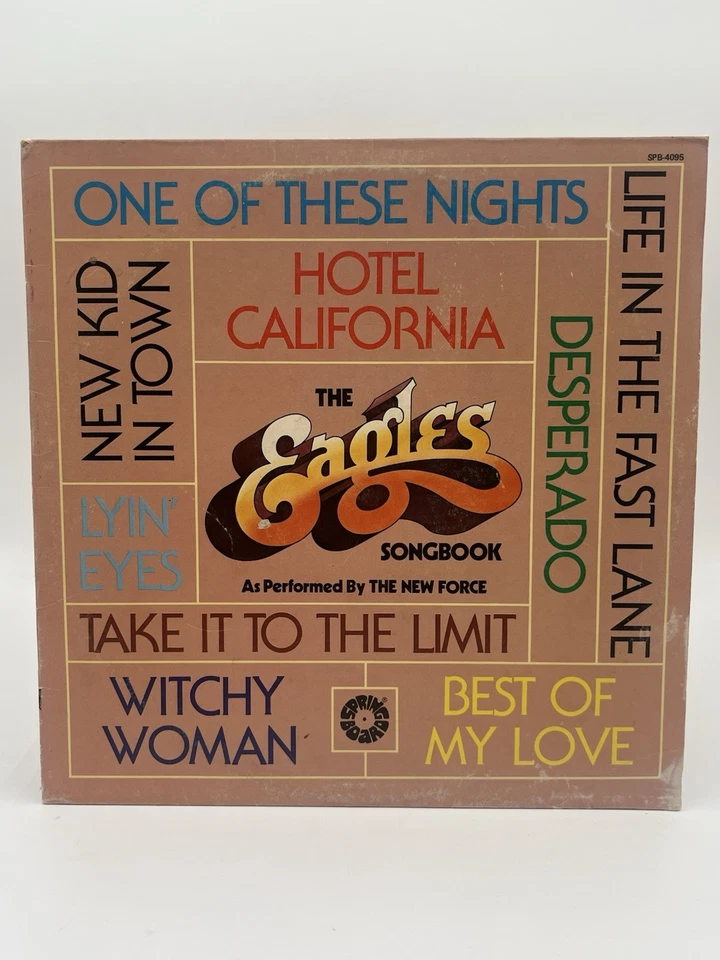 SPB-4095
ONE OF THESE NIGHTS
LIFE IN THE FAST LANE
NEW KID
IN TOWN
HOTEL
CALIFORNIA
DESPERADO
THE
Eagles
SONGBOOK
As Performed By THE NEW FORCE
LYIN'
EYES
TAKE IT TO THE LIMIT
WITCHY
WOMAN
SPRING
BOARD
BEST OF
MY LOVE